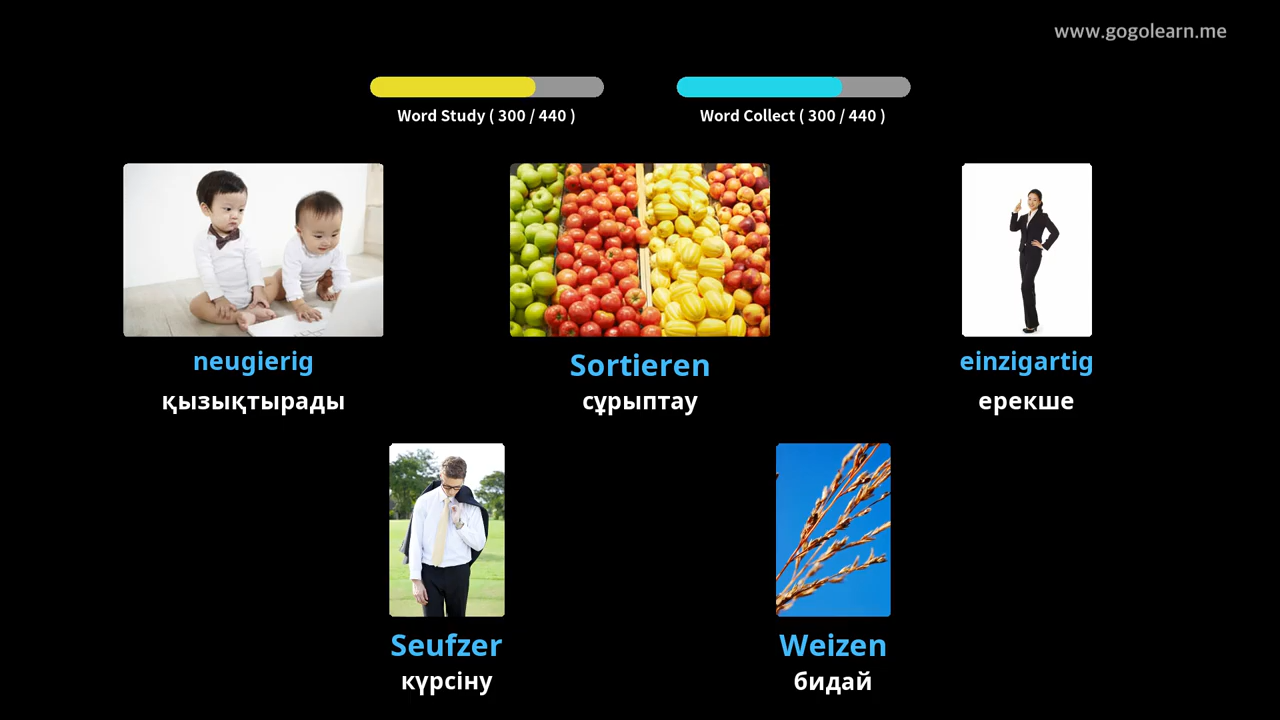 www.gogolearn.me
Word Study ( 300 / 440 )
Word Collect ( 300 / 440 )
neugierig
Sortieren
einzigartig
қызықтырады
сұрыптау
ерекше
Seufzer
Weizen
күрсіну
бидай